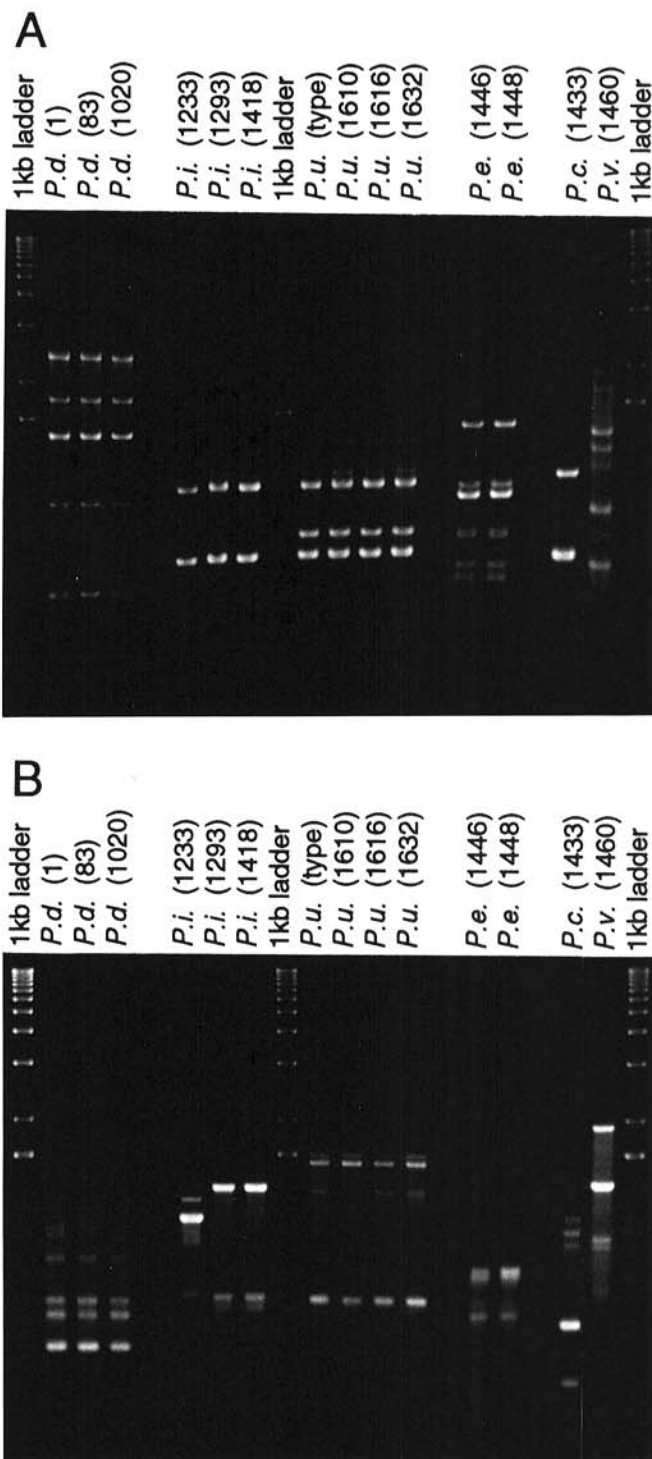 A
1kb ladder
P.d. (1)
P.d. (83)
P.d. (1020)
P.i. (1233)
P.i. (1293)
P.i. (1418)
1kb ladder
P.u. (type)
P.u. (1610)
P.u. (1616)
P.u. (1632)
P.e. (1446)
P.e. (1448)
P.c. (1433)
P.v. (1460)
1kb ladder
B
1kb ladder
P.d. (1)
P.d. (83)
P.d. (1020)
P.i. (1233)
P.i. (1293)
P.i. (1418)
1kb ladder
P.u. (type)
P.u. (1610)
P.u. (1616)
P.u. (1632)
P.e. (1446)
P.e. (1448)
P.c. (1433)
P.v. (1460)
1kb ladder